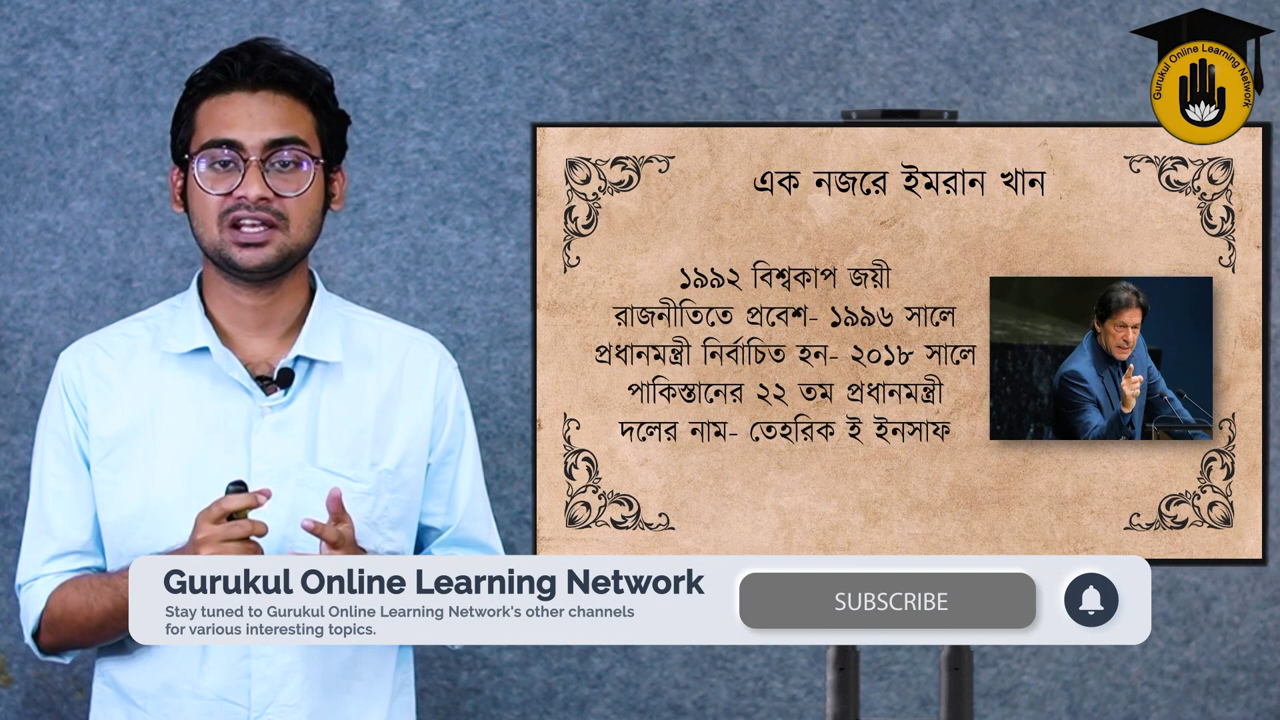 Gurukul Online Learning Network
এক নজরে ইমরান খান
১৯৯২ বিশ্বকাপ জয়ী
রাজনীতিতে প্রবেশ- ১৯৯৬ সালে
প্রধানমন্ত্রী নির্বাচিত হন- ২০১৮ সালে
পাকিস্তানের ২২ তম প্রধানমন্ত্রী
দলের নাম- তেহরিক ই ইনসাফ
Gurukul Online Learning Network
Stay tuned to Gurukul Online Learning Network's other channels
for various interesting topics.
SUBSCRIBE